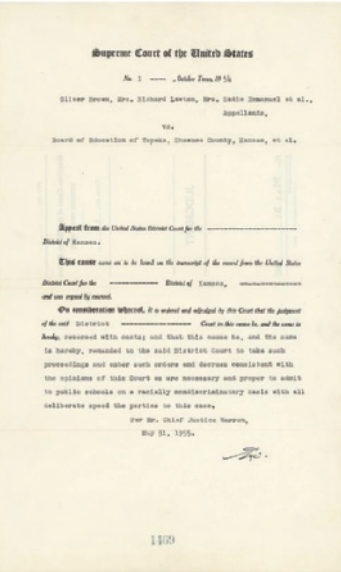 Supreme Court of the United States
No. 1 ---- , October Term, 19 54
Oliver Brown, Mrs. Richard Lawton, Mrs. Sadie Emmanuel et al.,
Appellants,
vs.
Board of Education of Topeka, Shawnee County, Kansas, et al.
Appeal from the United States District Court for the
District of Kansas.
This cause came on to be heard on the transcript of the record from the United States
District Court for the District of Kansas,
and was argued by counsel.
On consideration whereof, it is ordered and adjudged by this Court that the judgment
of the said District Court in this cause be, and the same is
hereby, reversed with costs; and that this cause be, and the same
is hereby, remanded to the said District Court to take such
proceedings and enter such orders and decrees consistent with
the opinions of this Court as are necessary and proper to admit
to public schools on a racially nondiscriminatory basis with all
deliberate speed the parties to this case.
Per Mr. Chief Justice Warren,
May 31, 1955.
1469